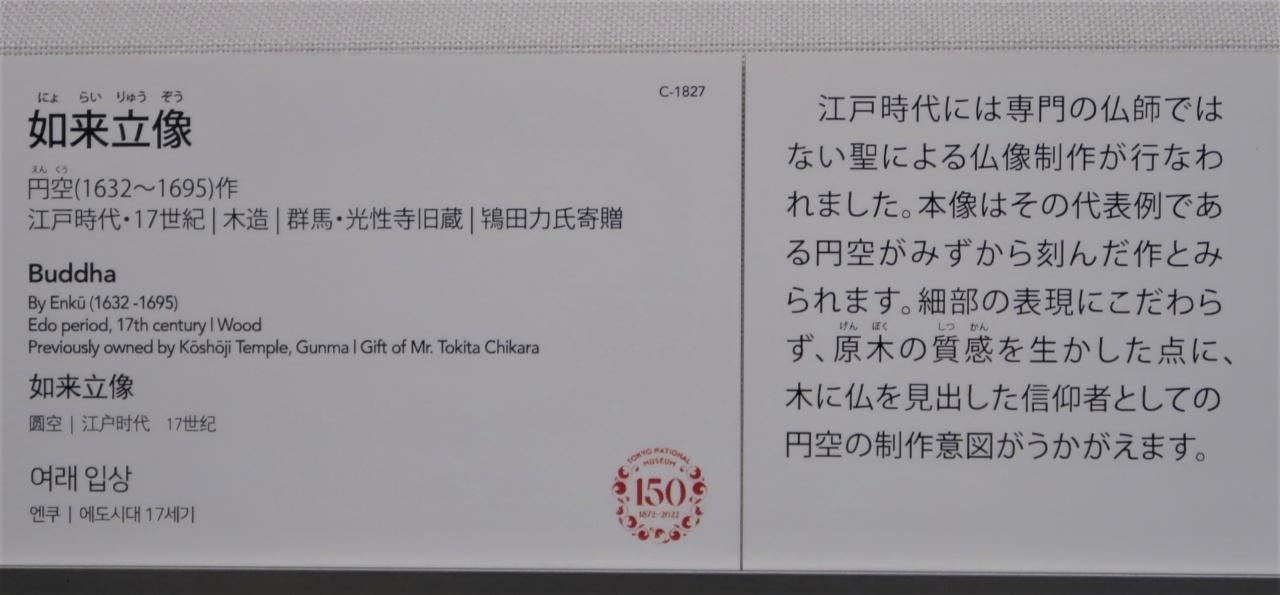 にょ らい りゅう ぞう
如来立像
C-1827
えん くう
円空(1632〜1695)作
江戸時代・17世紀 | 木造 | 群馬・光性寺旧蔵 | 鴇田力氏寄贈
Buddha
By Enkū (1632 -1695)
Edo period, 17th century | Wood
Previously owned by Kōshōji Temple, Gunma | Gift of Mr. Tokita Chikara
如来立像
圆空 | 江户时代 17世纪
여래 입상
엔쿠 | 에도시대 17세기
TOKYO NATIONAL
MUSEUM
150
1872-2022
江戸時代には専門の仏師では
ない聖による仏像制作が行なわ
れました。本像はその代表例であ
る円空がみずから刻んだ作とみ
られます。細部の表現にこだわら
げん ぼく しつ かん
ず、原木の質感を生かした点に、
木に仏を見出した信仰者としての
円空の制作意図がうかがえます。